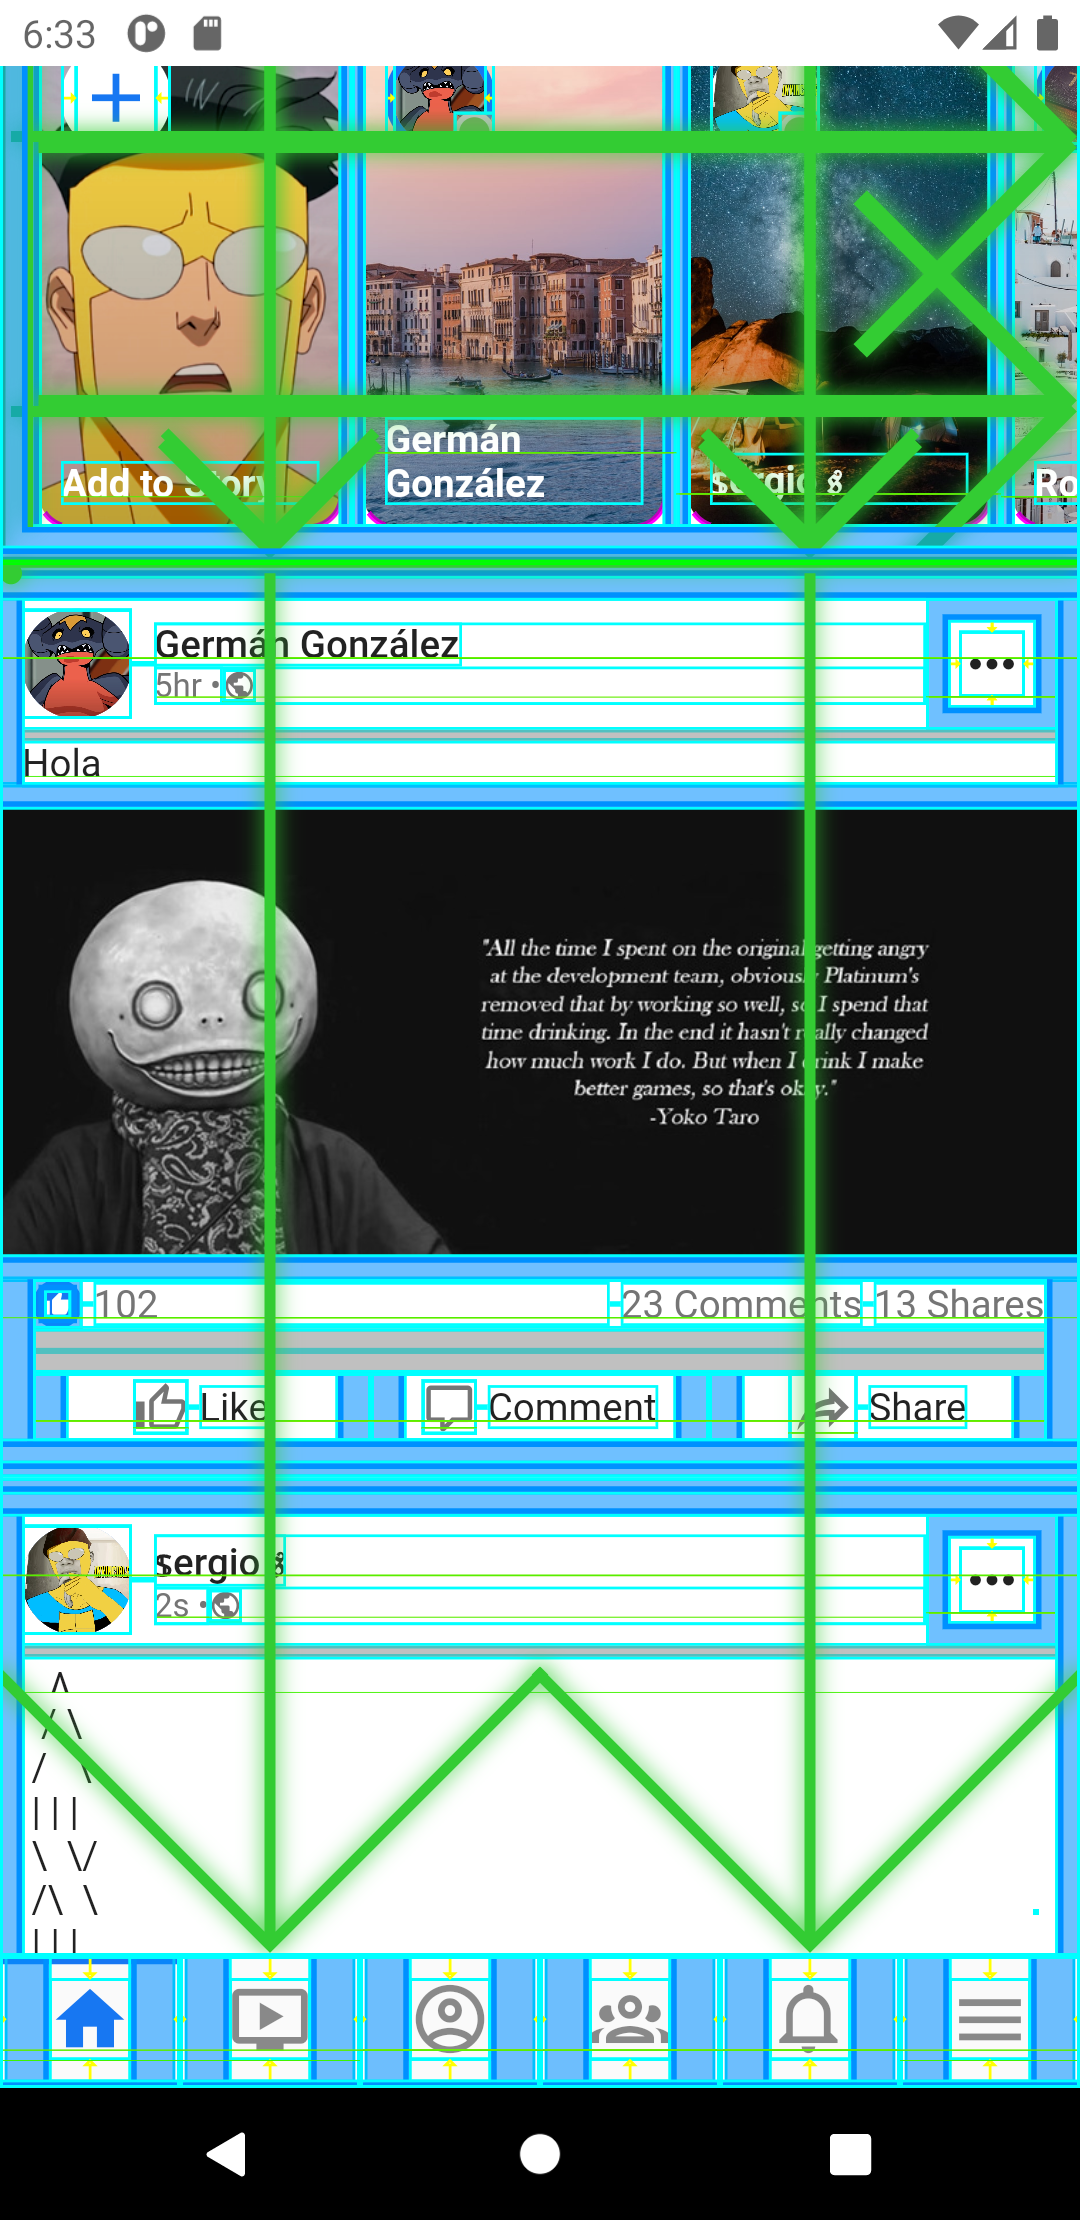 6:33
Add to Story
Germán
González
sergio 8
Ro
Germán González
5hr •
Hola
"All the time I spent on the original getting angry
at the development team, obviously Platinum's
removed that by working so well, so I spend that
time drinking. In the end it hasn't really changed
how much work I do. But when I drink I make
better games, so that's okay."
-Yoko Taro
102
23 Comments
13 Shares
Like
Comment
Share
sergio 8
2s •
/\
/ \
/  \
| | |
\  \/
/\  \
| | |